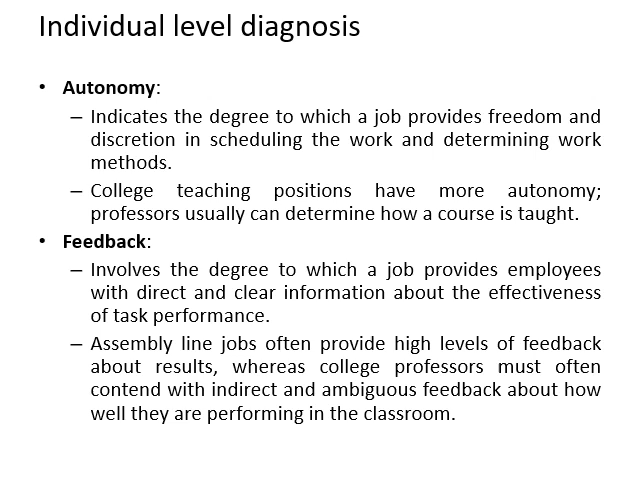 Individual level diagnosis
• Autonomy:
– Indicates the degree to which a job provides freedom and
discretion in scheduling the work and determining work
methods.
– College teaching positions have more autonomy;
professors usually can determine how a course is taught.
• Feedback:
– Involves the degree to which a job provides employees
with direct and clear information about the effectiveness
of task performance.
– Assembly line jobs often provide high levels of feedback
about results, whereas college professors must often
contend with indirect and ambiguous feedback about how
well they are performing in the classroom.